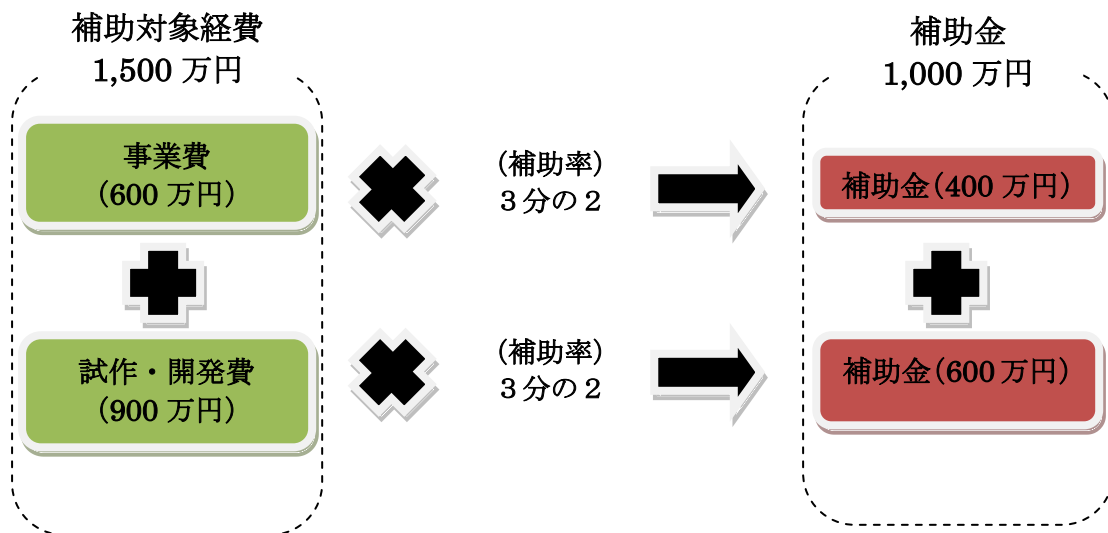 補助対象経費
1,500 万円
補助金
1,000 万円
事業費
(600 万円)
(補助率)
３分の２
補助金(400 万円)
試作・開発費
(900 万円)
(補助率)
３分の２
補助金(600 万円)